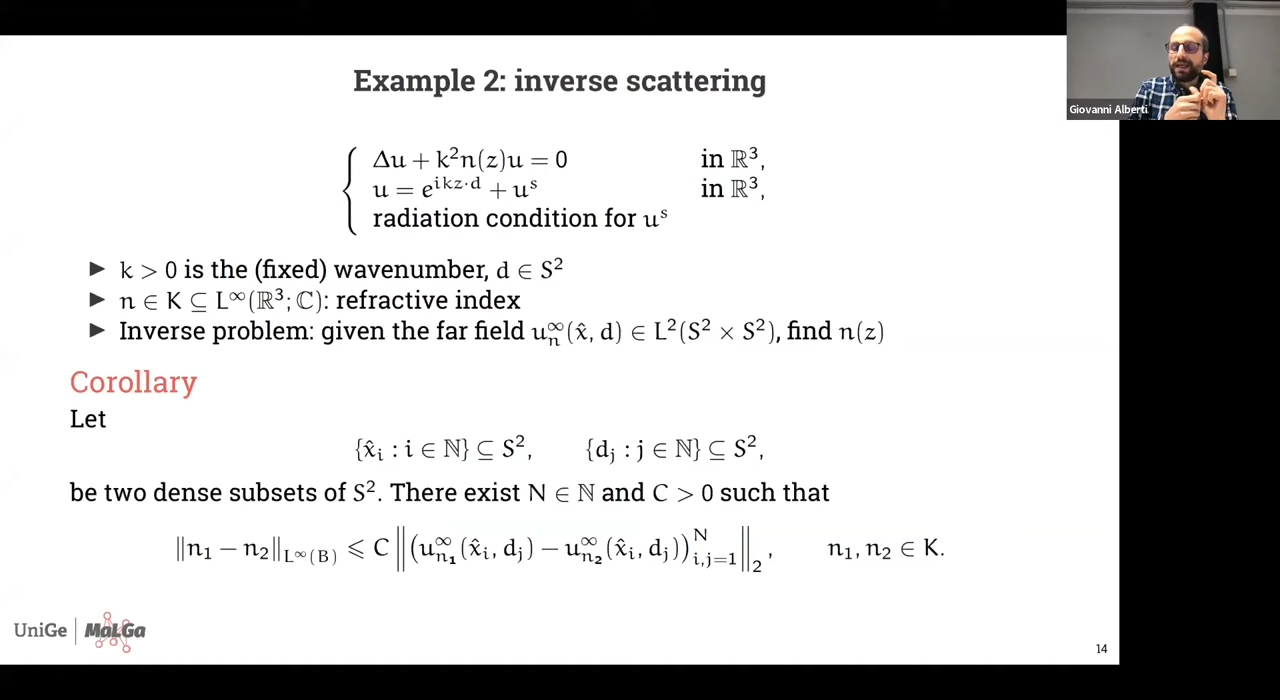 Example 2: inverse scattering
Giovanni Alberti
Δu + k²n(z)u = 0 in ℝ³,
u = e^{ikz·d} + u^s in ℝ³,
radiation condition for u^s
▶ k > 0 is the (fixed) wavenumber, d ∈ S²
▶ n ∈ K ⊆ L^∞(ℝ³; ℂ): refractive index
▶ Inverse problem: given the far field u_n^∞(x̂, d) ∈ L²(S² × S²), find n(z)
Corollary
Let
{x̂_i : i ∈ ℕ} ⊆ S², {d_j : j ∈ ℕ} ⊆ S²,
be two dense subsets of S². There exist N ∈ ℕ and C > 0 such that
‖n₁ − n₂‖_{L^∞(B)} ⩽ C ‖(u_{n₁}^∞(x̂_i, d_j) − u_{n₂}^∞(x̂_i, d_j))_{i,j=1}^N‖₂, n₁, n₂ ∈ K.
UniGe | MaLGa
14